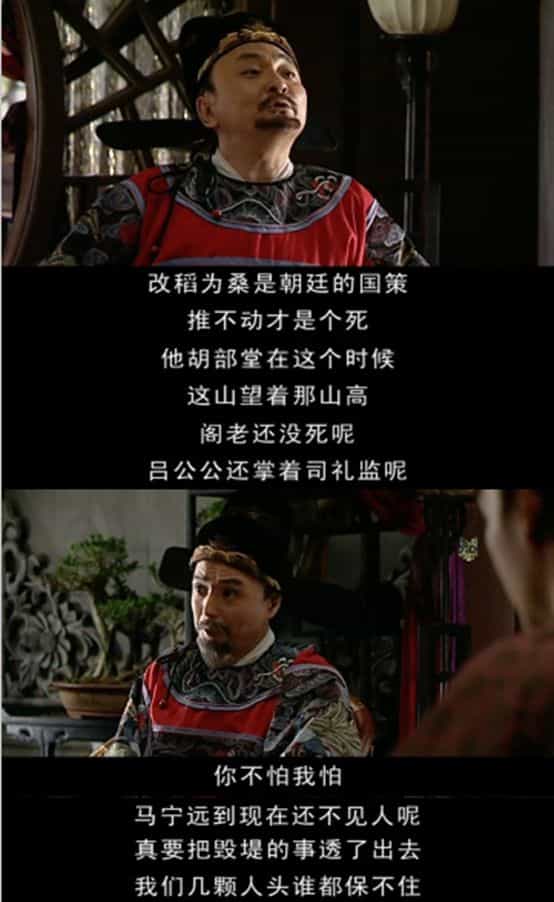 改稻为桑是朝廷的国策
推不动才是个死
他胡部堂在这个时候
这山望着那山高
阁老还没死呢
吕公公还掌着司礼监呢
你不怕我怕
马宁远到现在还不见人呢
真要把毁堤的事透了出去
我们几颗人头谁都保不住